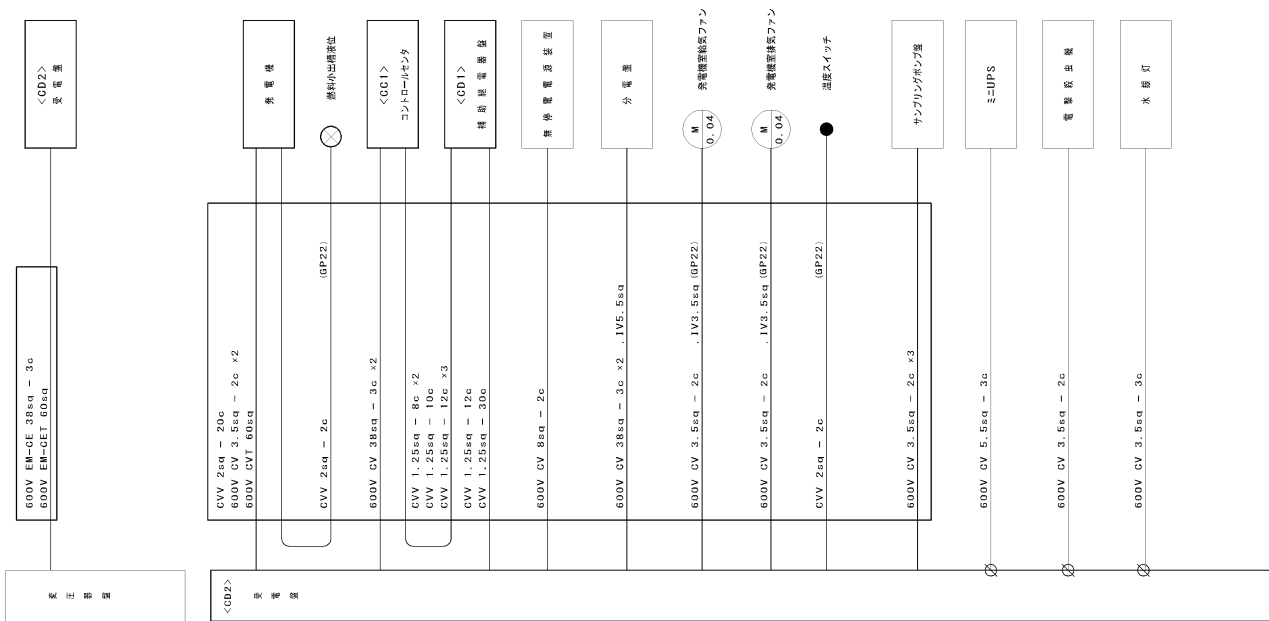 <CD2>
受電盤
発電機
燃料小出槽液位
<CC1>
コントロールセンタ
<CD1>
補助継電器盤
無停電電源装置
分電盤
発電機室給気ファン
発電機室排気ファン
温度スイッチ
サンプリングポンプ盤
ミニUPS
電撃殺虫機
水銀灯
M
0.04
M
0.04
600V EM-CE 38sq - 3c
600V EM-CET 60sq
CVV 2sq - 20c
600V CV 3.5sq - 2c ×2
600V CVT 60sq
CVV 2sq - 2c (GP22)
600V CV 38sq - 3c ×2
CVV 1.25sq - 8c ×2
CVV 1.25sq - 10c
CVV 1.25sq - 12c ×3
CVV 1.25sq - 12c
CVV 1.25sq - 30c
600V CV 8sq - 2c
600V CV 38sq - 3c ×2 .IV5.5sq
600V CV 3.5sq - 2c .IV3.5sq (GP22)
600V CV 3.5sq - 2c .IV3.5sq (GP22)
CVV 2sq - 2c (GP22)
600V CV 3.5sq - 2c ×3
600V CV 5.5sq - 3c
600V CV 3.5sq - 2c
600V CV 3.5sq - 3c
変圧器盤
<CD2>
受電盤